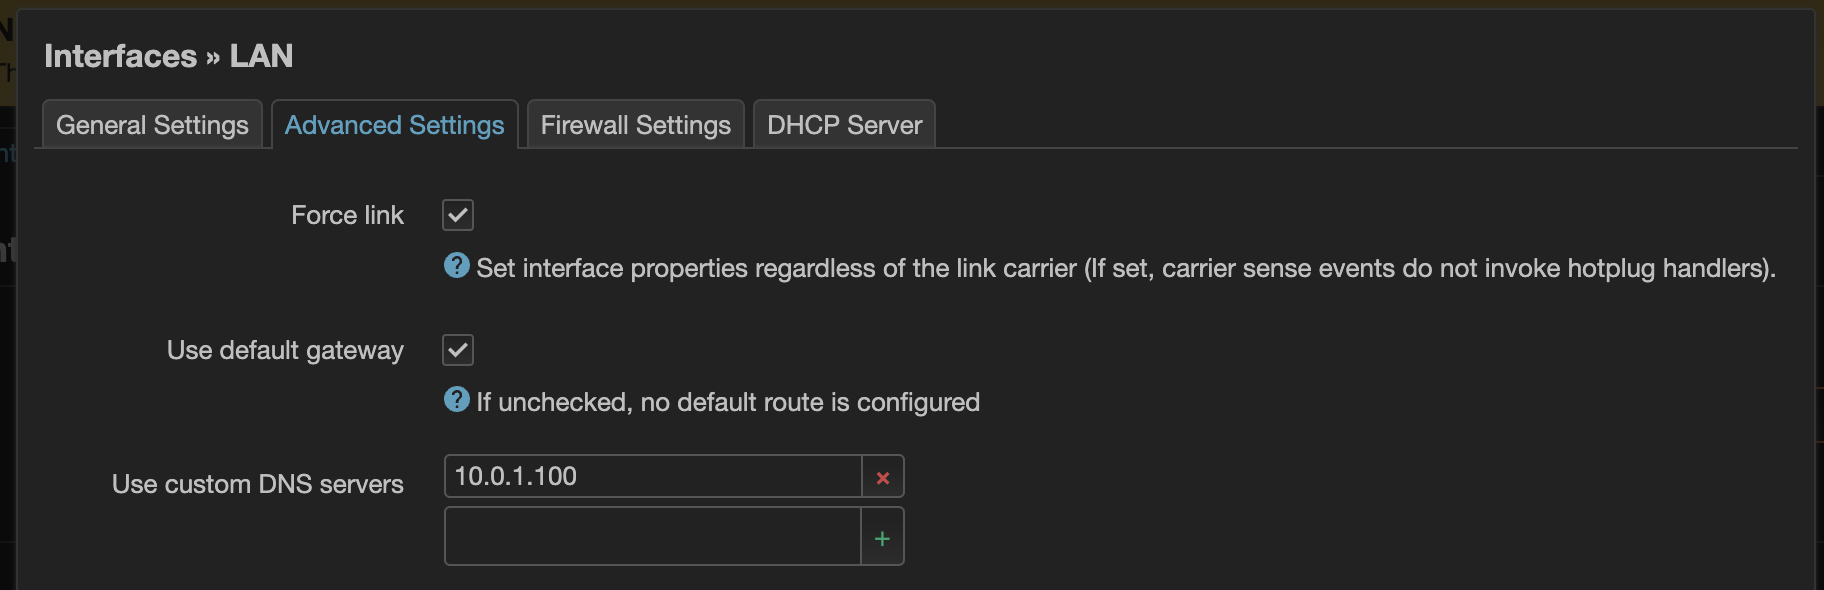 Interfaces » LAN
General Settings
Advanced Settings
Firewall Settings
DHCP Server
Force link
Set interface properties regardless of the link carrier (If set, carrier sense events do not invoke hotplug handlers).
Use default gateway
If unchecked, no default route is configured
Use custom DNS servers
10.0.1.100